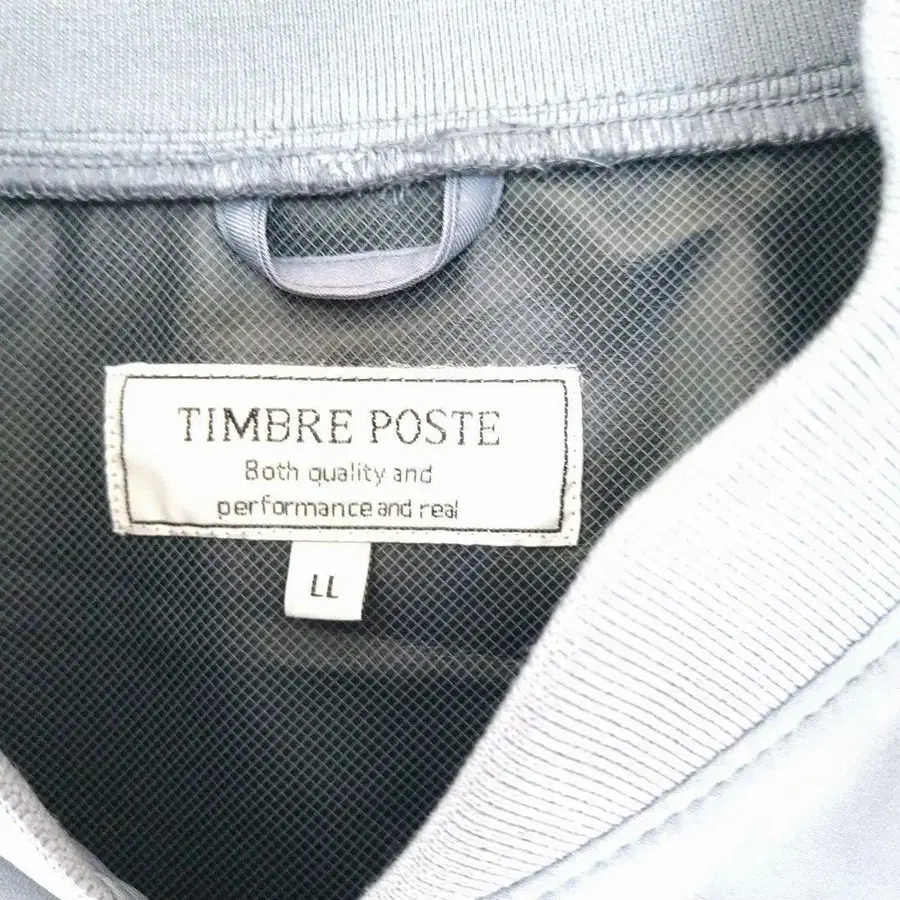 TIMBRE POSTE
Both quality and
performance and real
LL